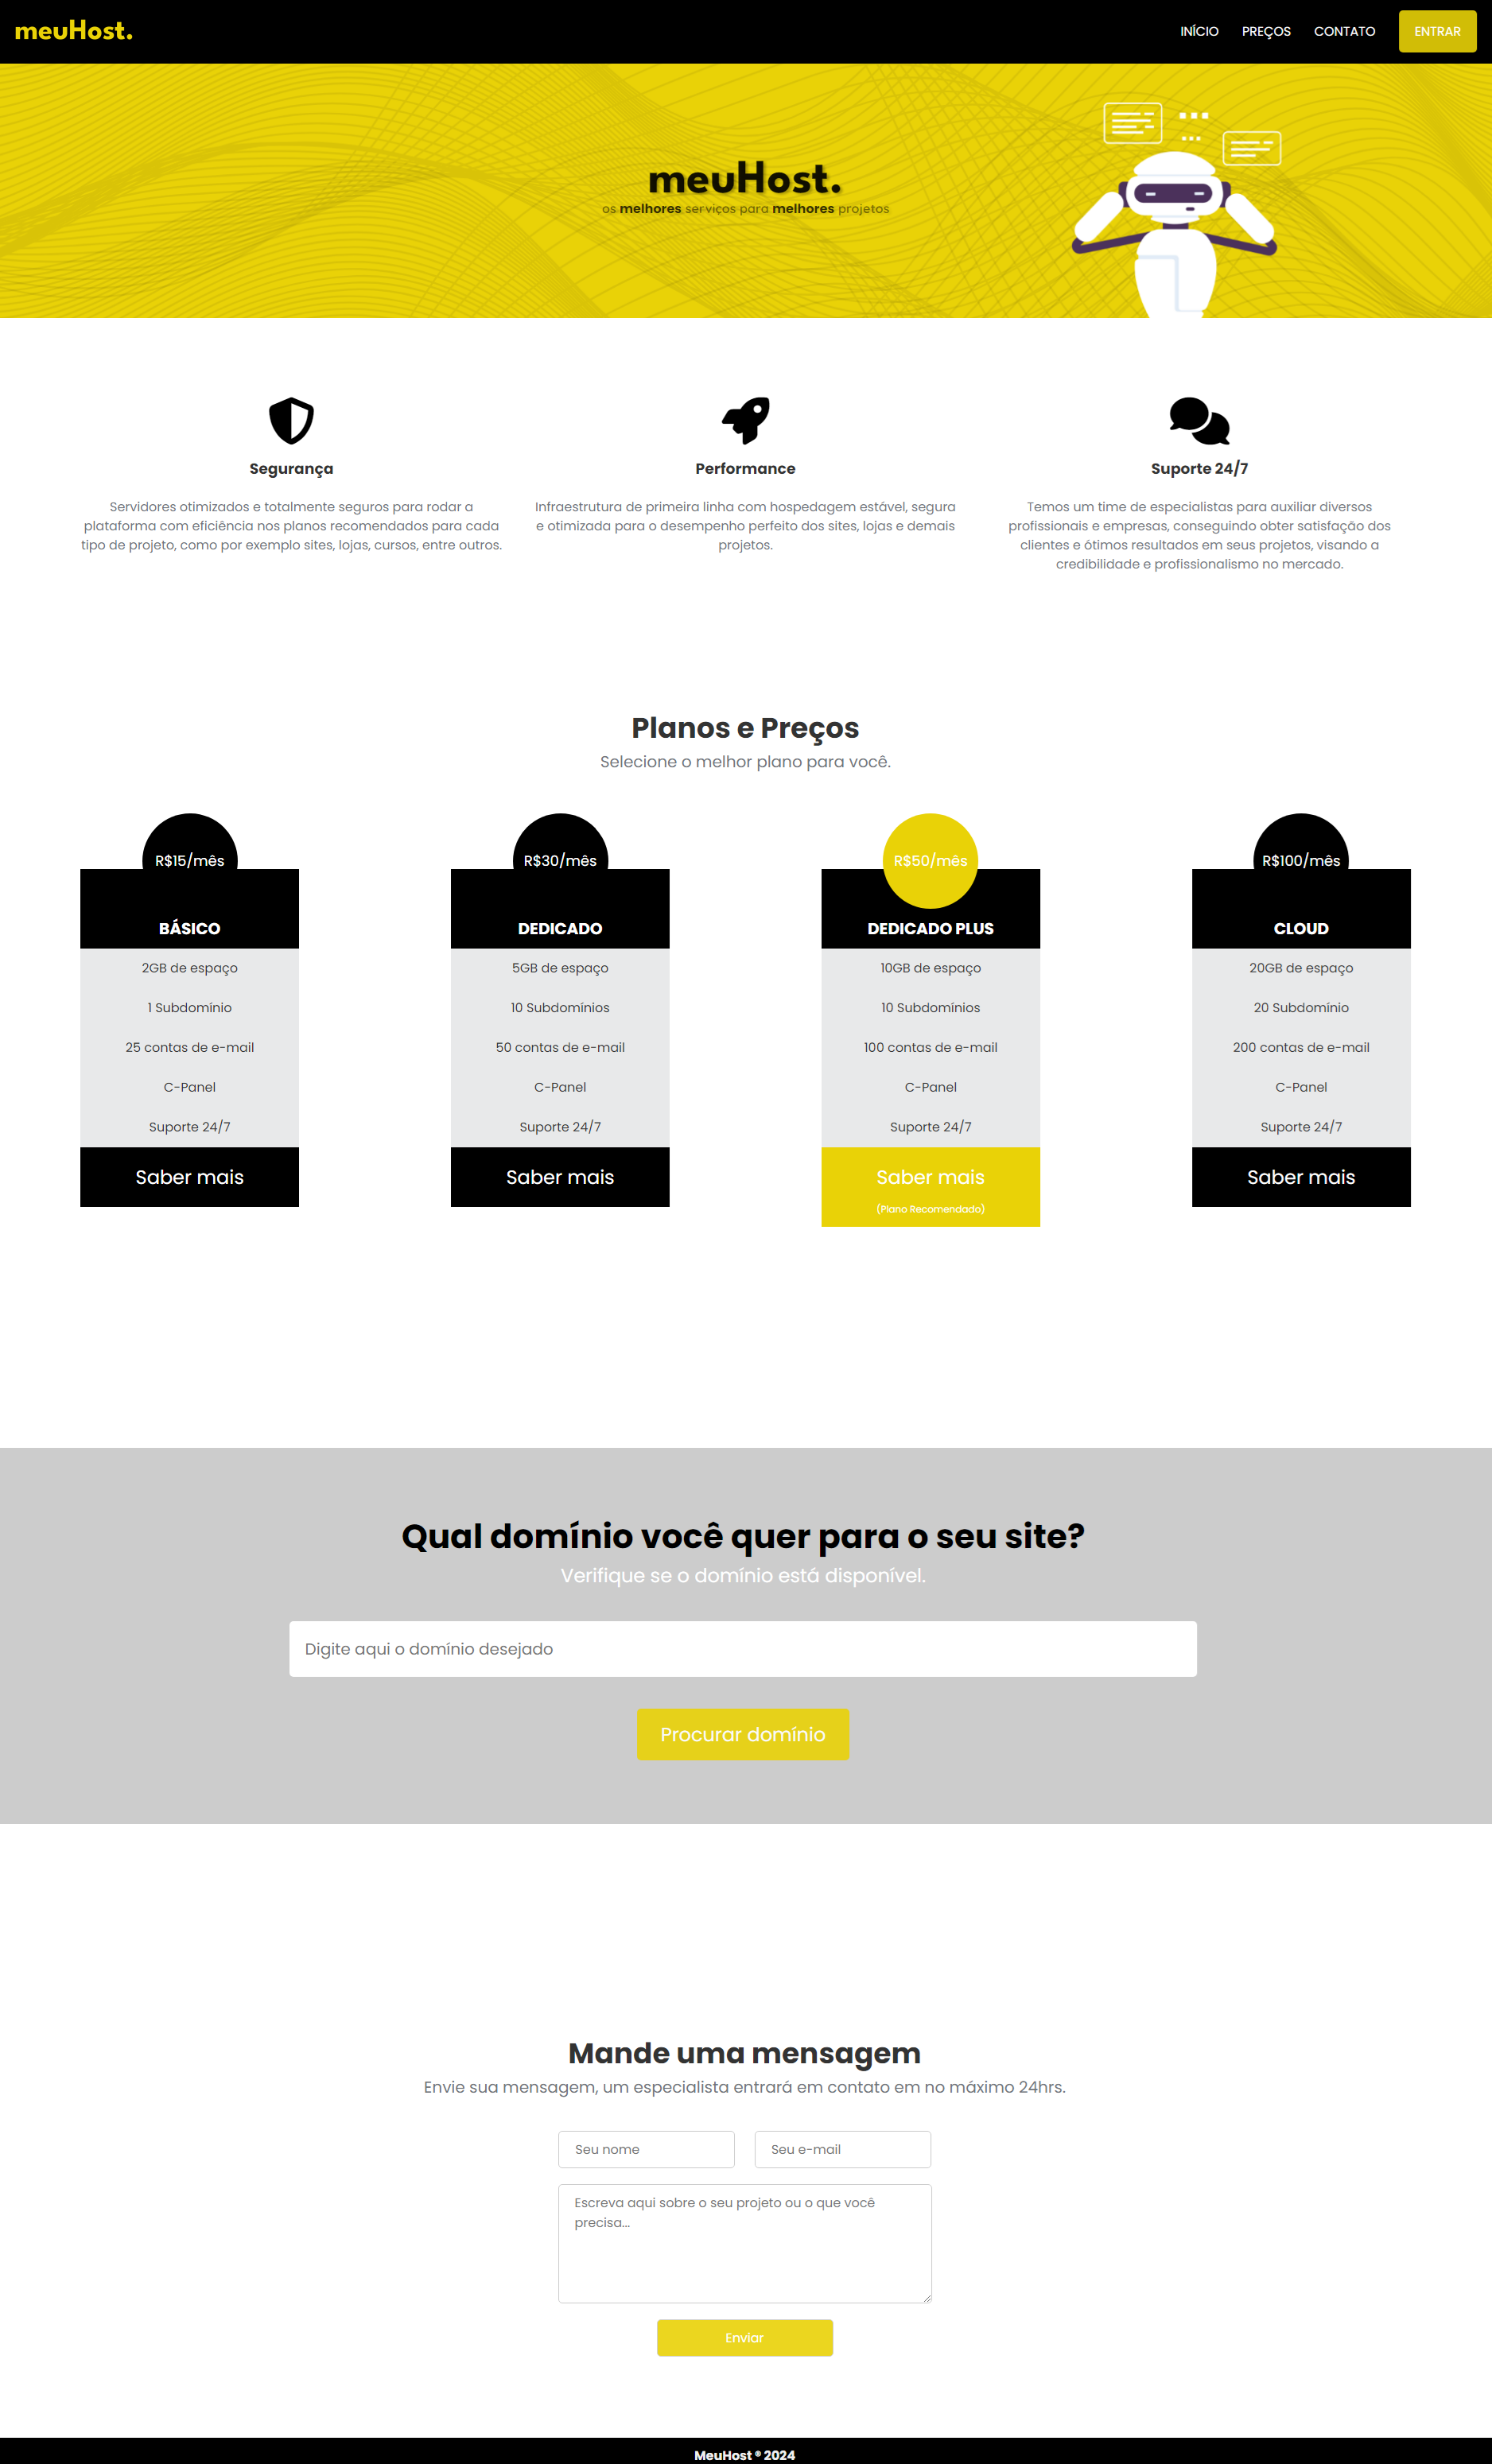 meuHost.
INÍCIO PREÇOS CONTATO ENTRAR
meuHost.
os melhores serviços para melhores projetos
Segurança
Servidores otimizados e totalmente seguros para rodar a
plataforma com eficiência nos planos recomendados para cada
tipo de projeto, como por exemplo sites, lojas, cursos, entre outros.
Performance
Infraestrutura de primeira linha com hospedagem estável, segura
e otimizada para o desempenho perfeito dos sites, lojas e demais
projetos.
Suporte 24/7
Temos um time de especialistas para auxiliar diversos
profissionais e empresas, conseguindo obter satisfação dos
clientes e ótimos resultados em seus projetos, visando a
credibilidade e profissionalismo no mercado.
Planos e Preços
Selecione o melhor plano para você.
R$15/mês
BÁSICO
2GB de espaço
1 Subdomínio
25 contas de e-mail
C-Panel
Suporte 24/7
Saber mais
R$30/mês
DEDICADO
5GB de espaço
10 Subdomínios
50 contas de e-mail
C-Panel
Suporte 24/7
Saber mais
R$50/mês
DEDICADO PLUS
10GB de espaço
10 Subdomínios
100 contas de e-mail
C-Panel
Suporte 24/7
Saber mais
(Plano Recomendado)
R$100/mês
CLOUD
20GB de espaço
20 Subdomínio
200 contas de e-mail
C-Panel
Suporte 24/7
Saber mais
Qual domínio você quer para o seu site?
Verifique se o domínio está disponível.
Digite aqui o domínio desejado
Procurar domínio
Mande uma mensagem
Envie sua mensagem, um especialista entrará em contato em no máximo 24hrs.
Seu nome
Seu e-mail
Escreva aqui sobre o seu projeto ou o que você
precisa...
Enviar
MeuHost ® 2024